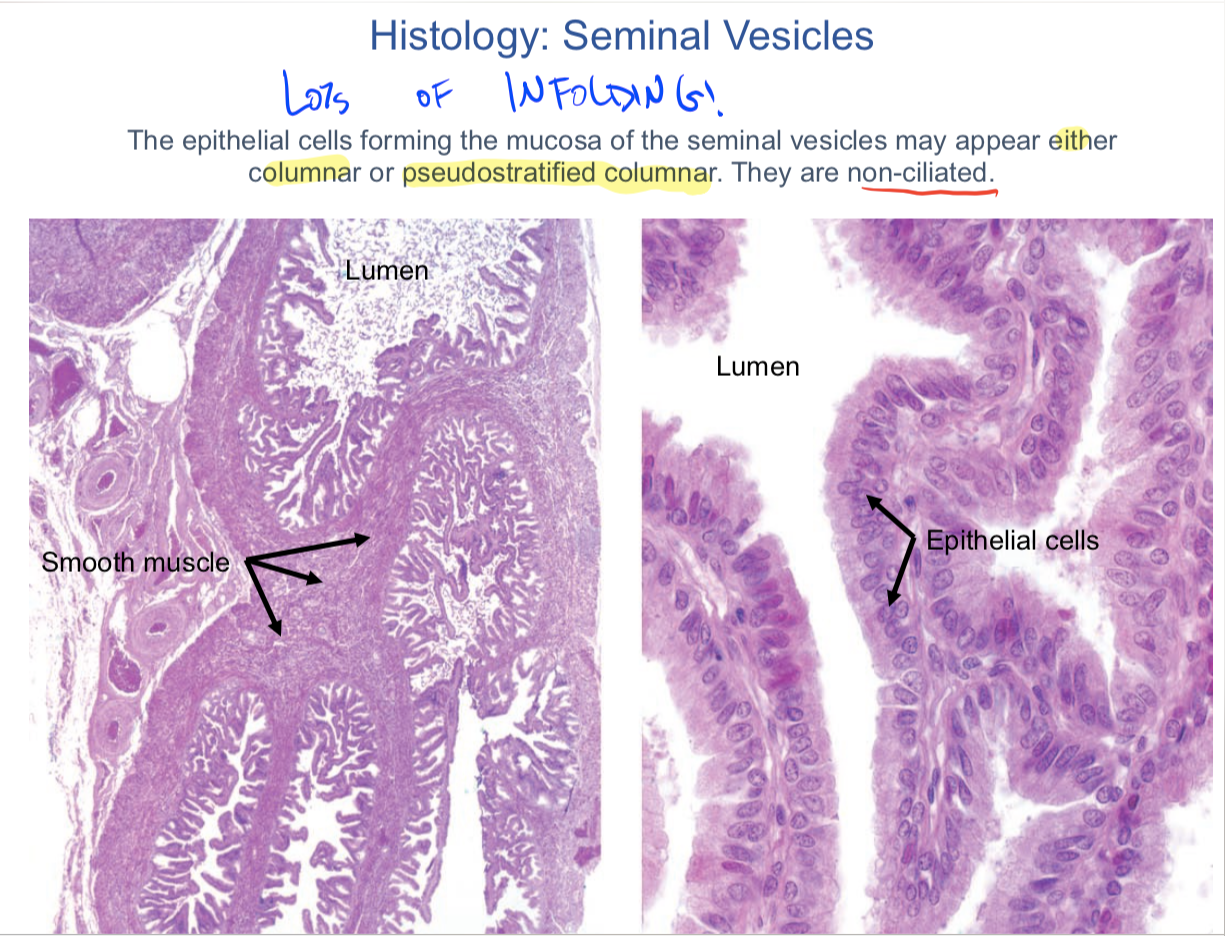 Histology: Seminal Vesicles
LOTS OF INFOLDING!
The epithelial cells forming the mucosa of the seminal vesicles may appear either
columnar or pseudostratified columnar. They are non-ciliated.
Lumen
Smooth muscle
Lumen
Epithelial cells